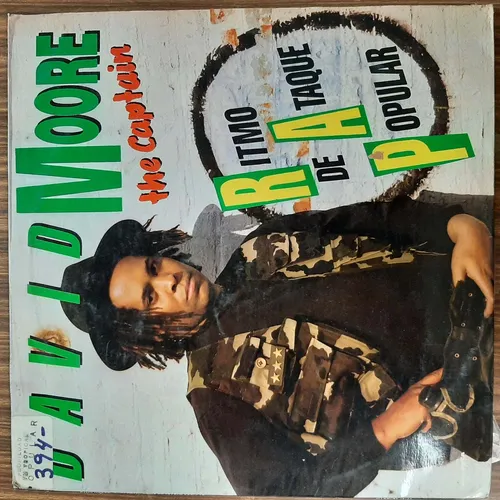 DAVID MOORE
the captain
RITMO
DE ATAQUE
POPULAR
394-